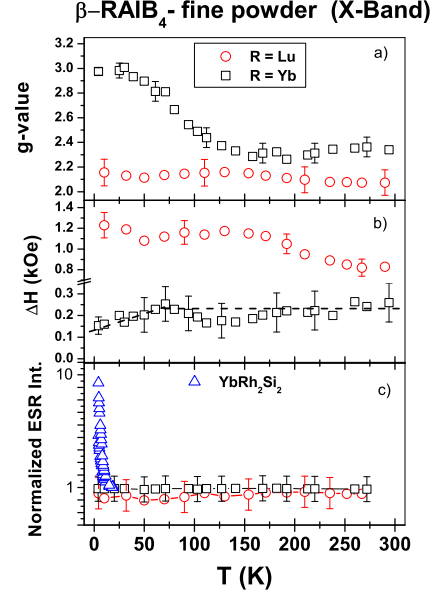 β–RAlB4- fine powder (X-Band)
a)
R = Lu
R = Yb
g-value
3.2
3.0
2.8
2.6
2.4
2.2
2.0
b)
ΔH (kOe)
1.4
1.2
1.0
0.8
0.3
0.2
0.1
0.0
c)
YbRh2Si2
Normalized ESR Int.
10
1
0 50 100 150 200 250 300
T (K)